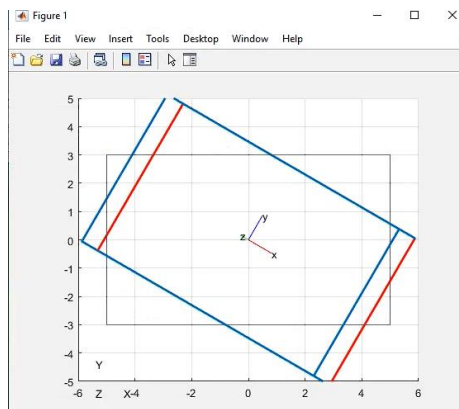 Figure 1
File Edit View Insert Tools Desktop Window Help
5
4
3
2
1
0
-1
-2
-3
-4
-5
y
z
x
Y
-6 Z X-4 -2 0 2 4 6